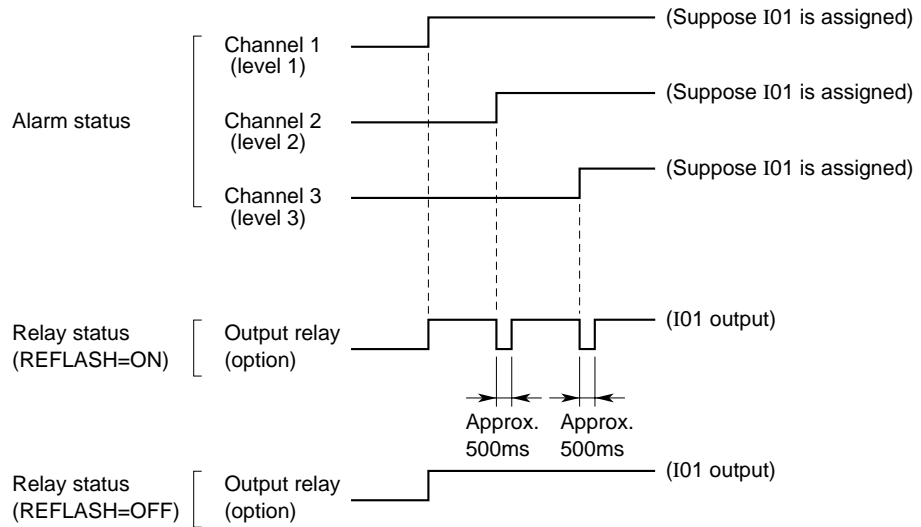 (Suppose I01 is assigned)
Channel 1
(level 1)
(Suppose I01 is assigned)
Alarm status
Channel 2
(level 2)
(Suppose I01 is assigned)
Channel 3
(level 3)
Relay status
(REFLASH=ON)
Output relay
(option)
(I01 output)
Approx.
500ms
Approx.
500ms
Relay status
(REFLASH=OFF)
Output relay
(option)
(I01 output)